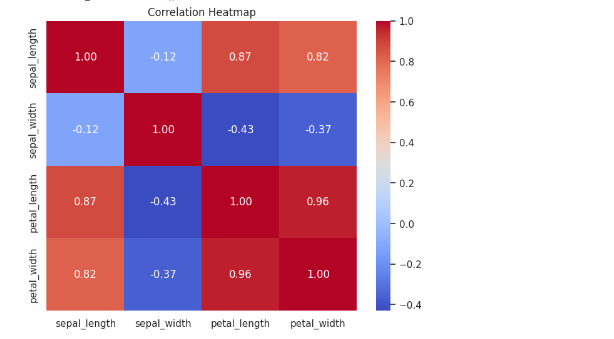 Correlation Heatmap
sepal_length 1.00 -0.12 0.87 0.82
sepal_width -0.12 1.00 -0.43 -0.37
petal_length 0.87 -0.43 1.00 0.96
petal_width 0.82 -0.37 0.96 1.00
sepal_length sepal_width petal_length petal_width
1.0
0.8
0.6
0.4
0.2
0.0
−0.2
−0.4